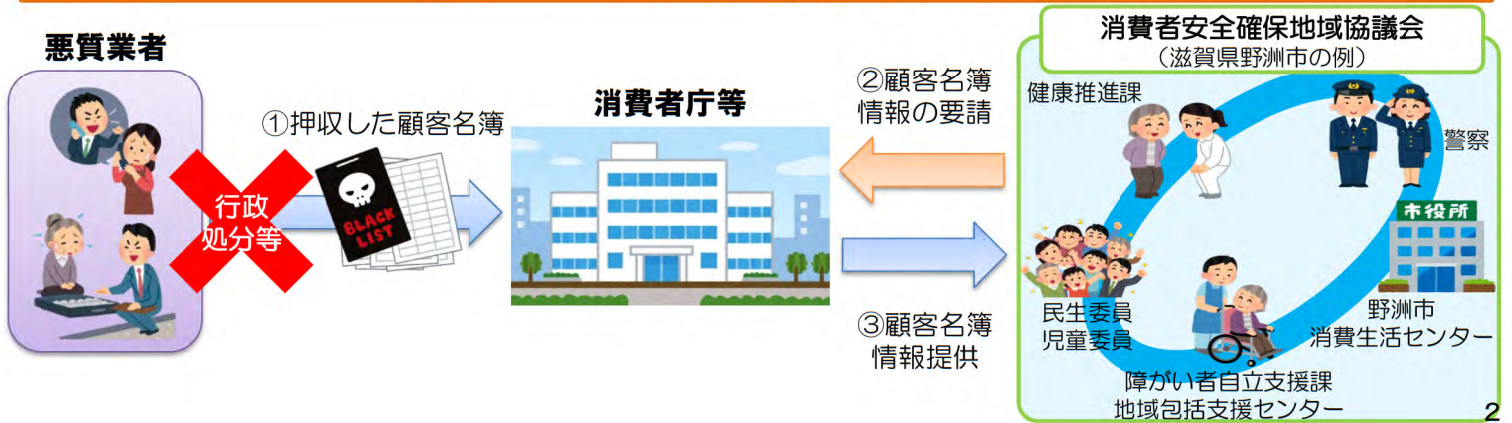 悪質業者
行政
処分等
①押収した顧客名簿
BLACK
LIST
消費者庁等
②顧客名簿
情報の要請
③顧客名簿
情報提供
消費者安全確保地域協議会
（滋賀県野洲市の例）
健康推進課
警察
市役所
野洲市
消費生活センター
民生委員
児童委員
障がい者自立支援課
地域包括支援センター
2